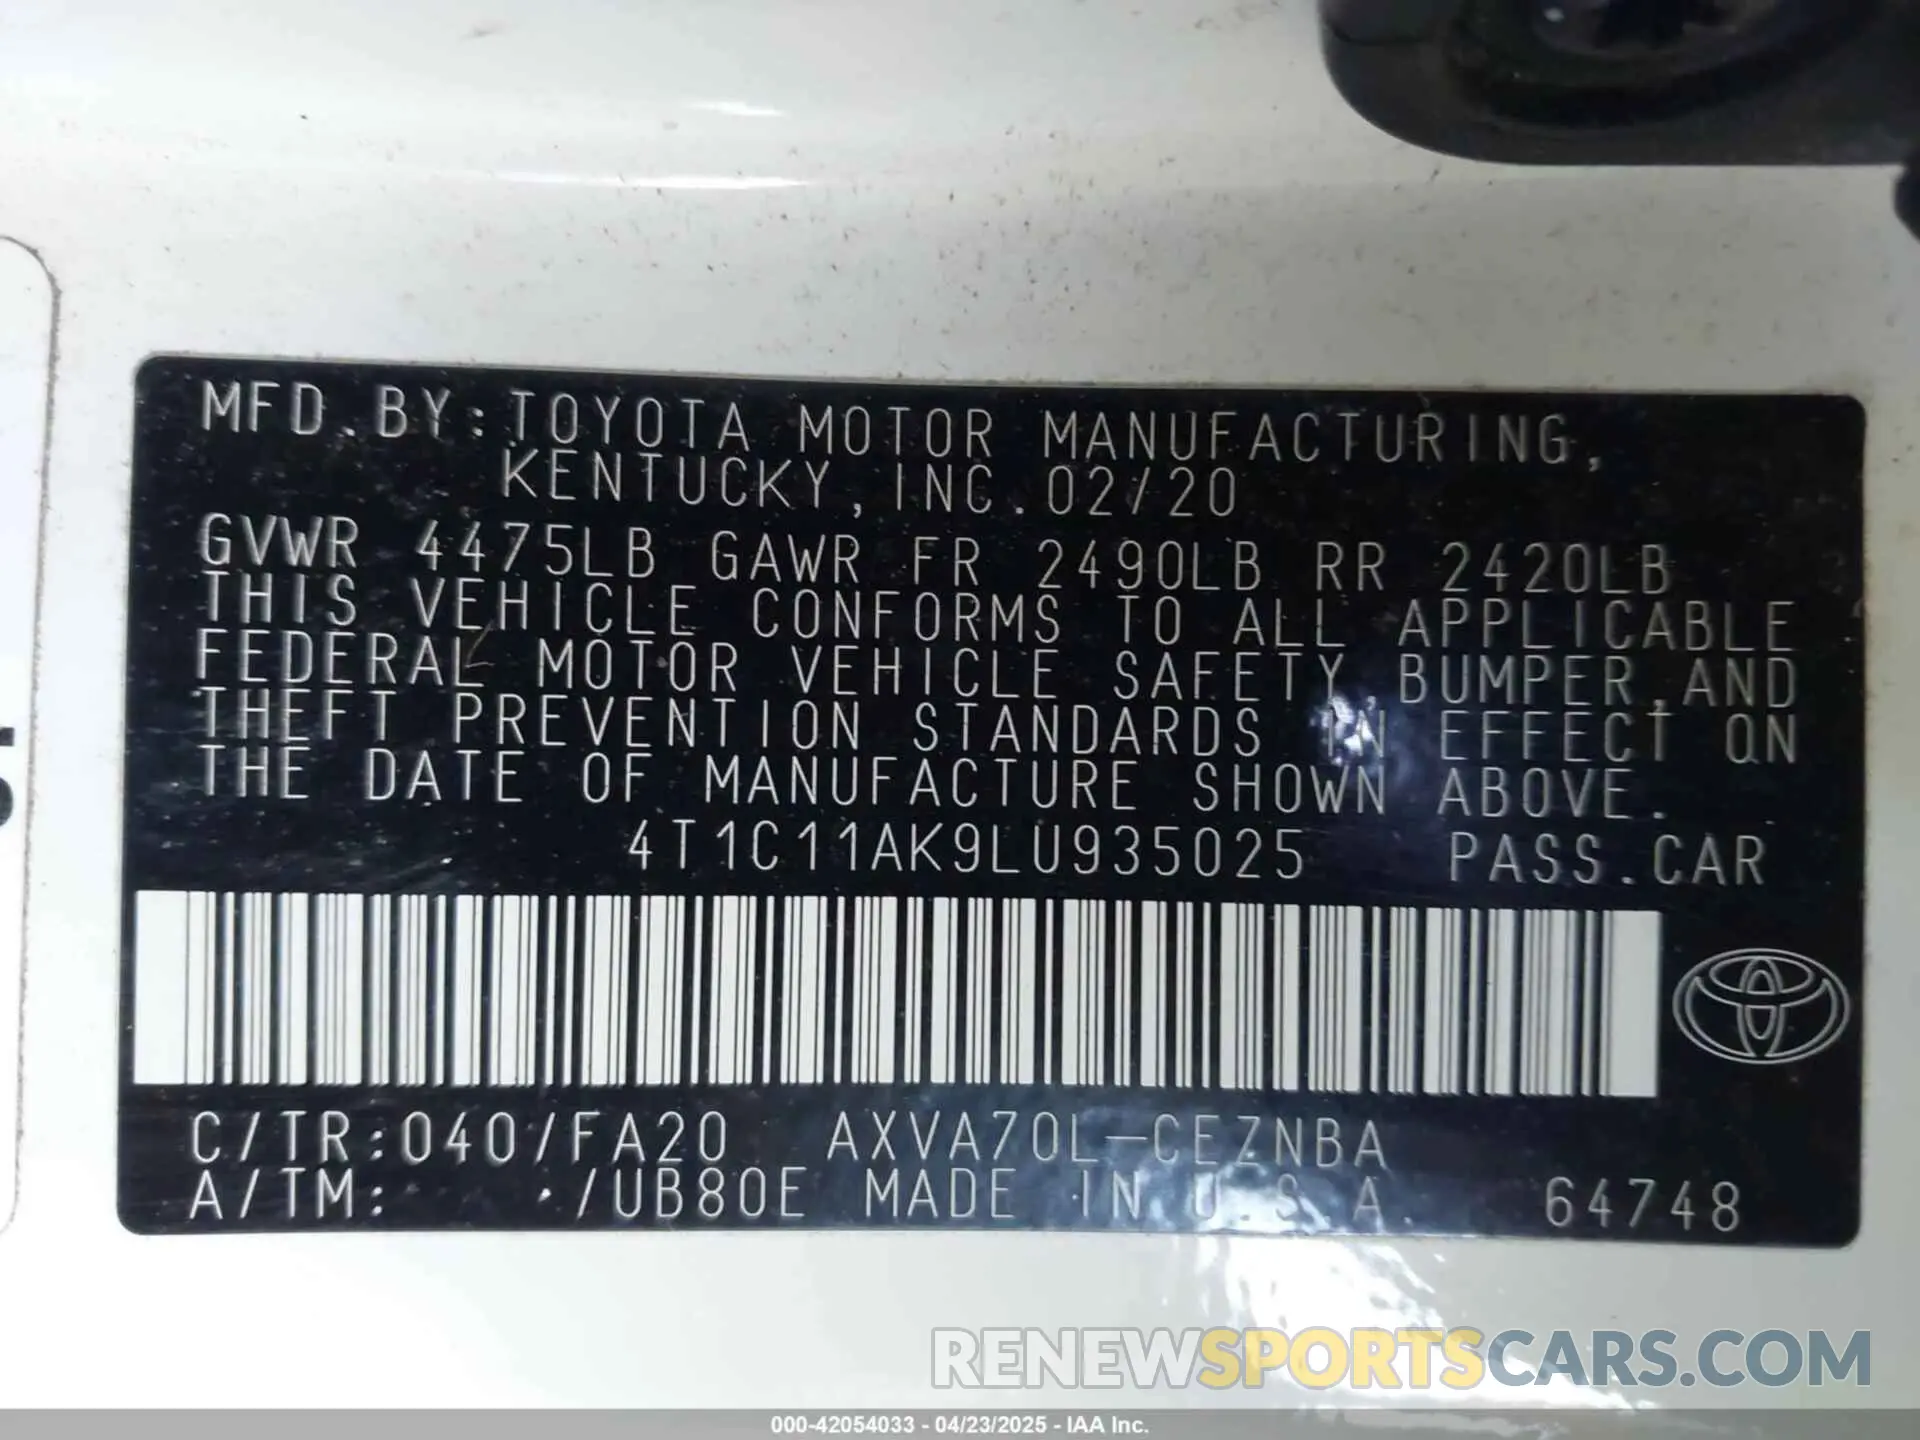 MFD.BY:TOYOTA MOTOR MANUFACTURING,
KENTUCKY,INC.02/20
GVWR 4475LB GAWR FR 2490LB RR 2420LB
THIS VEHICLE CONFORMS TO ALL APPLICABLE
FEDERAL MOTOR VEHICLE SAFETY, BUMPER,AND
THEFT PREVENTION STANDARDS IN EFFECT ON
THE DATE OF MANUFACTURE SHOWN ABOVE.
4T1C11AK9LU935025 PASS.CAR
C/TR:040/FA20 AXVA70L-CEZNBA
A/TM: /UB80E MADE IN U.S.A. 64748
RENEWSPORTSCARS.COM
000-42054033 - 04/23/2025 - IAA Inc.